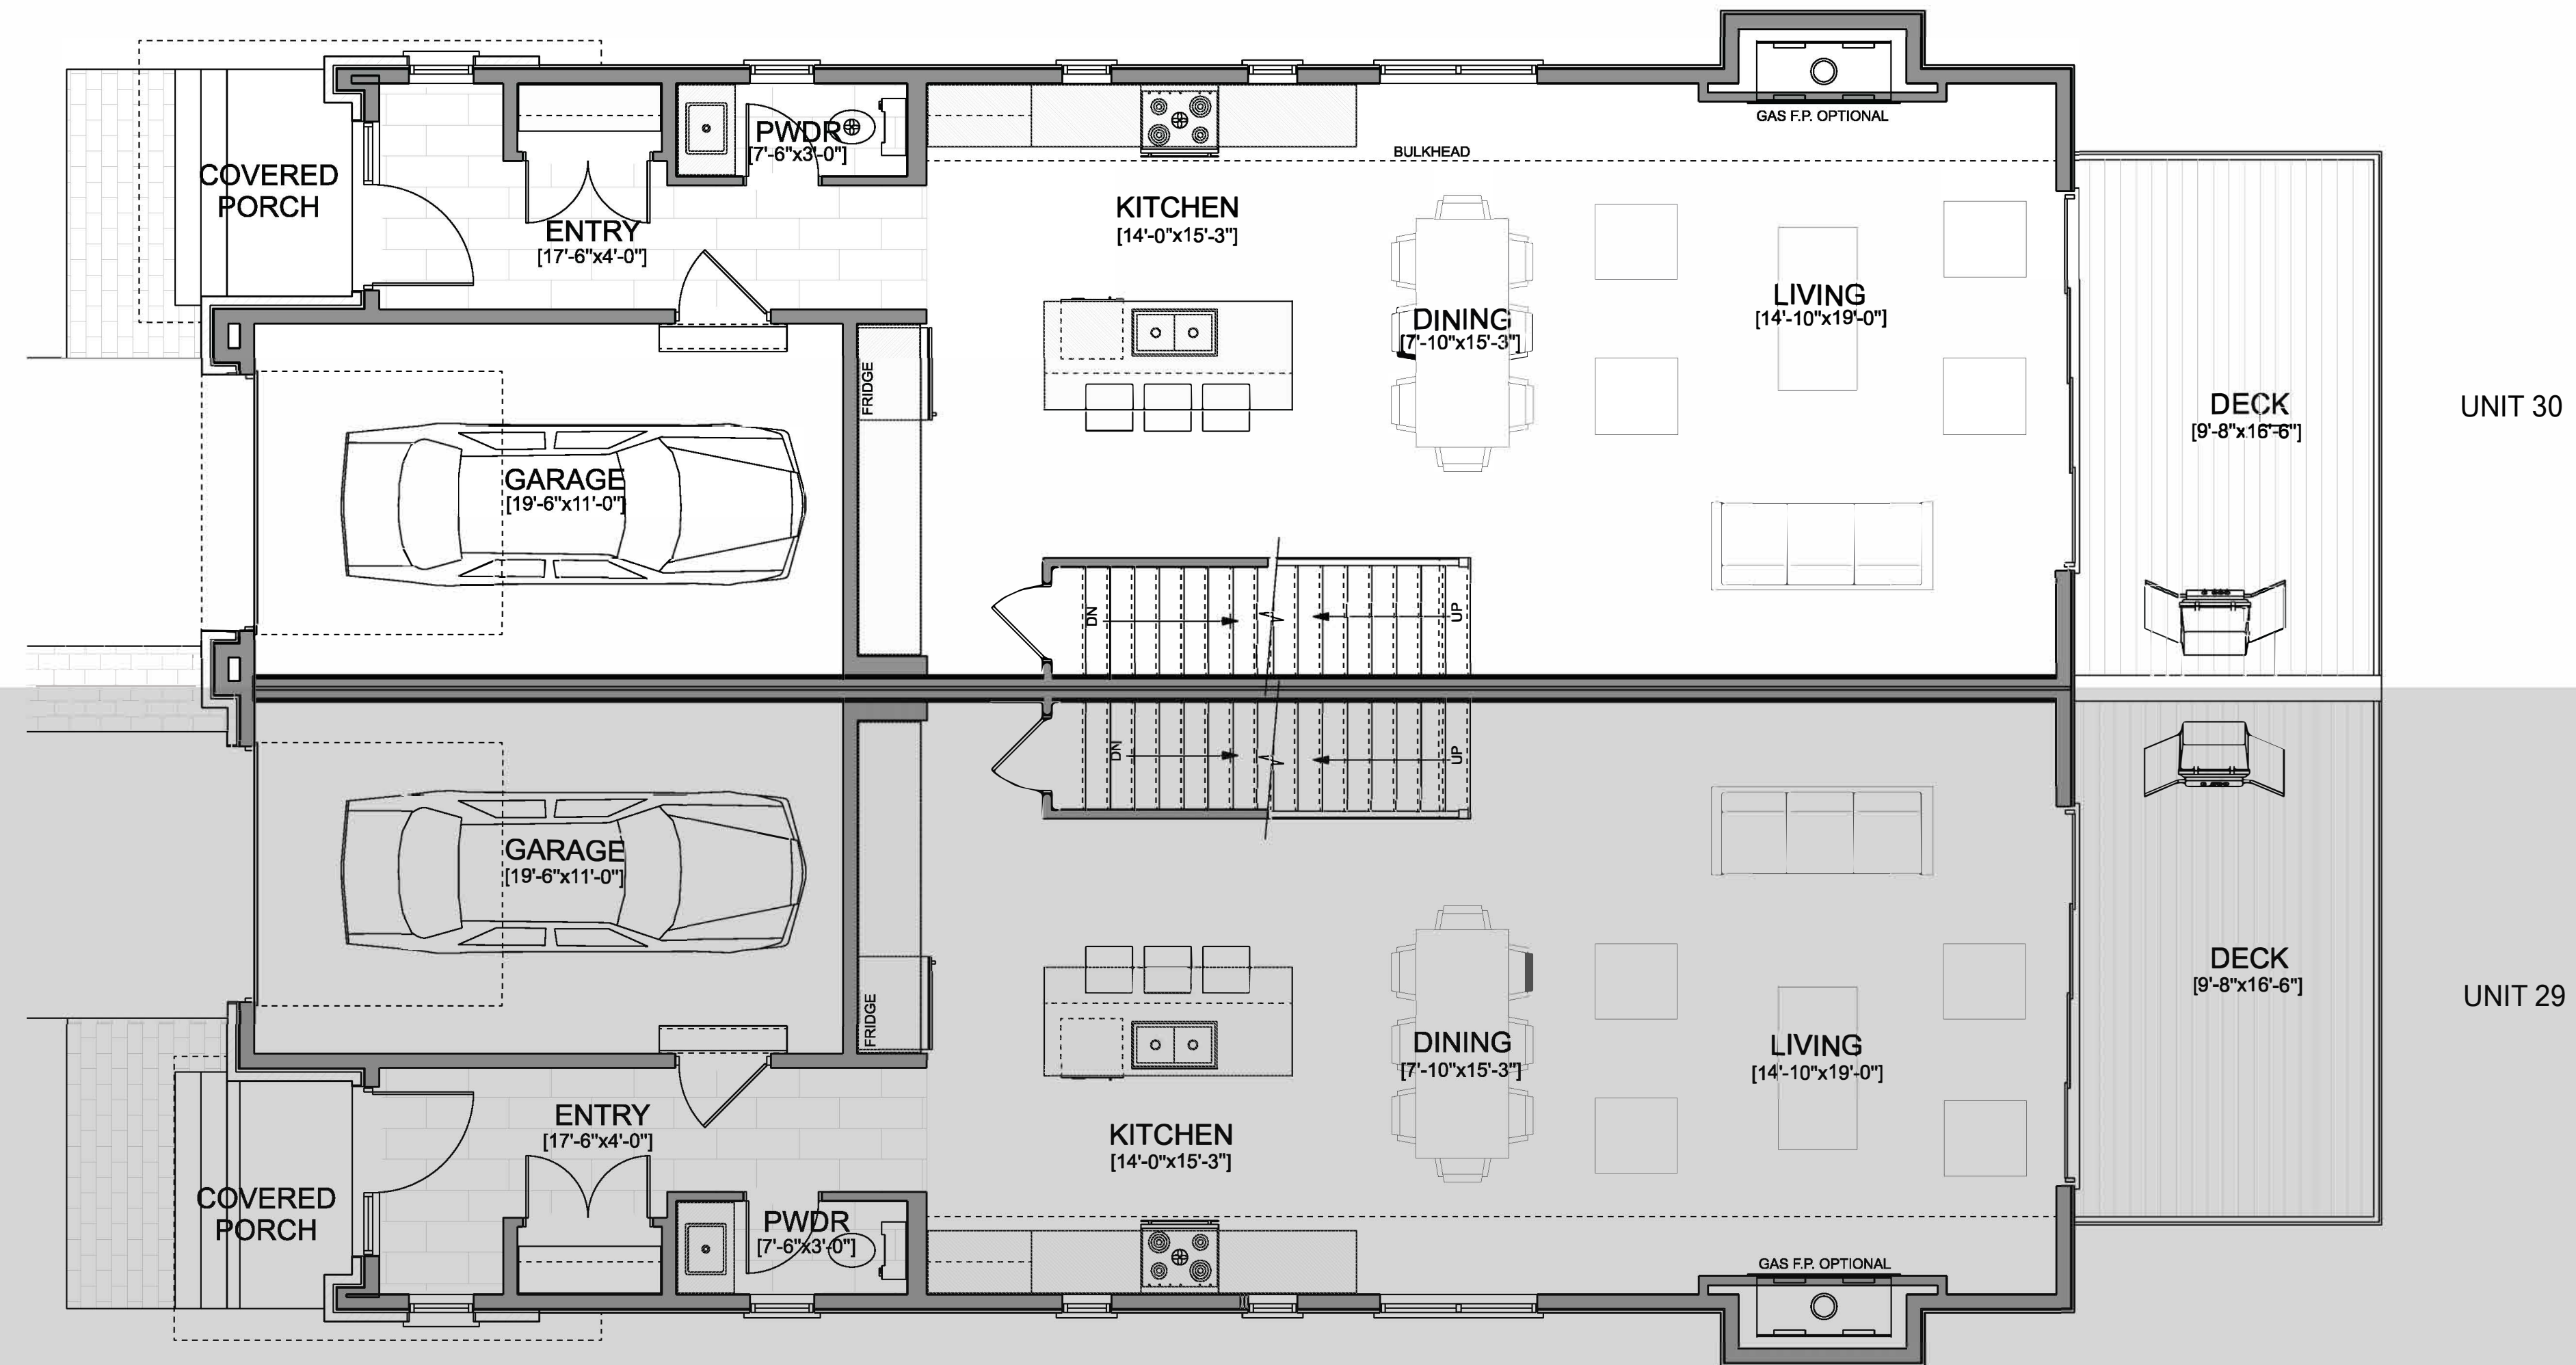 GAS F.P. OPTIONAL
PWDR
[7'-6"x3'-0"]
BULKHEAD
COVERED
PORCH
ENTRY
[17'-6"x4'-0"]
KITCHEN
[14'-0"x15'-3"]
DINING
[7'-10"x15'-3"]
LIVING
[14'-10"x19'-0"]
FRIDGE
GARAGE
[19'-6"x11'-0"]
DECK
[9'-8"x16'-6"]
UNIT 30
DN
UP
DN
UP
GARAGE
[19'-6"x11'-0"]
FRIDGE
DECK
[9'-8"x16'-6"]
UNIT 29
DINING
[7'-10"x15'-3"]
LIVING
[14'-10"x19'-0"]
ENTRY
[17'-6"x4'-0"]
KITCHEN
[14'-0"x15'-3"]
COVERED
PORCH
PWDR
[7'-6"x3'-0"]
GAS F.P. OPTIONAL